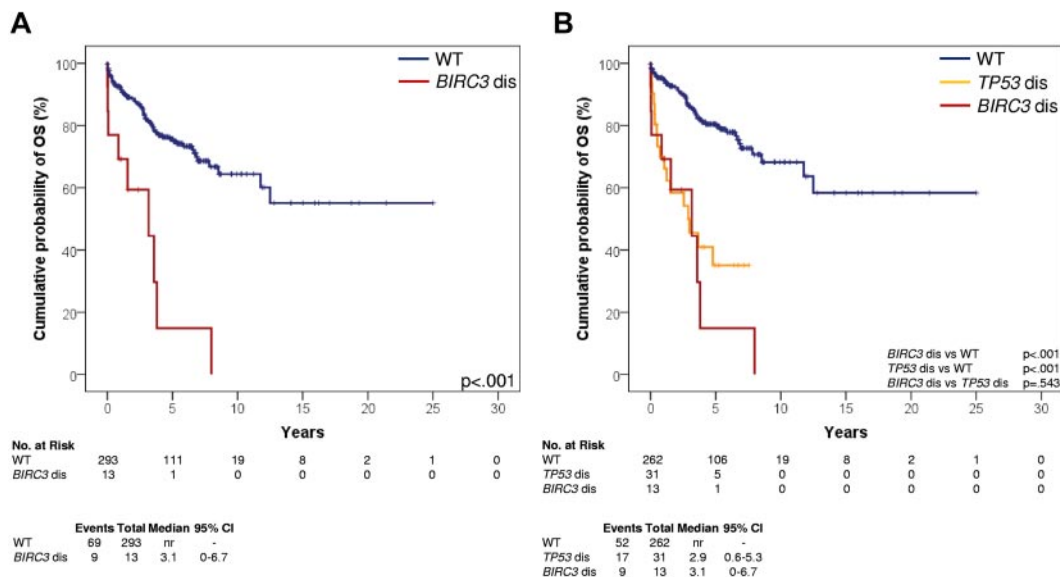 A
Cumulative probability of OS (%)
100
80
60
40
20
0
WT
BIRC3 dis
p<.001
0 5 10 15 20 25 30
Years
No. at Risk
WT 293 111 19 8 2 1 0
BIRC3 dis 13 1 0 0 0 0 0
Events Total Median 95% CI
WT 69 293 nr -
BIRC3 dis 9 13 3.1 0-6.7
B
Cumulative probability of OS (%)
100
80
60
40
20
0
WT
TP53 dis
BIRC3 dis
BIRC3 dis vs WT p<.001
TP53 dis vs WT p<.001
BIRC3 dis vs TP53 dis p=.543
0 5 10 15 20 25 30
Years
No. at Risk
WT 262 106 19 8 2 1 0
TP53 dis 31 5 0 0 0 0 0
BIRC3 dis 13 1 0 0 0 0 0
Events Total Median 95% CI
WT 52 262 nr -
TP53 dis 17 31 2.9 0.6-5.3
BIRC3 dis 9 13 3.1 0-6.7